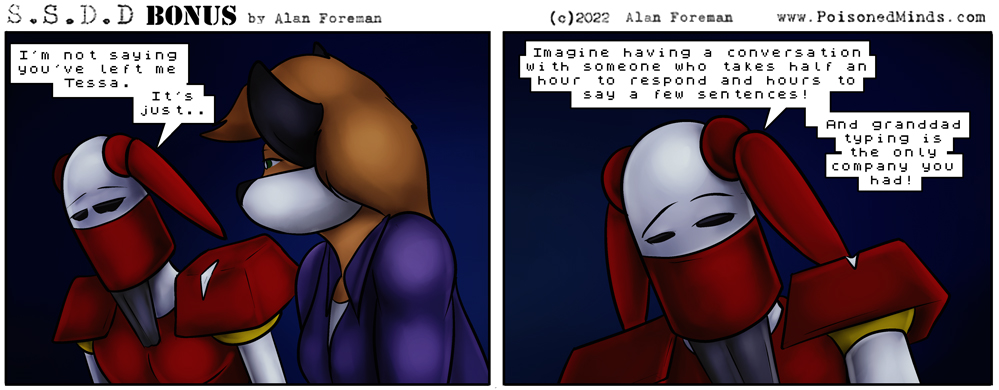 S.S.D.D BONUS by Alan Foreman
(c)2022 Alan Foreman
www.PoisonedMinds.com
I'm not saying
you've left me
Tessa.
It's
just..
Imagine having a conversation
with someone who takes half an
hour to respond and hours to
say a few sentences!
And granddad
typing is
the only
company you
had!